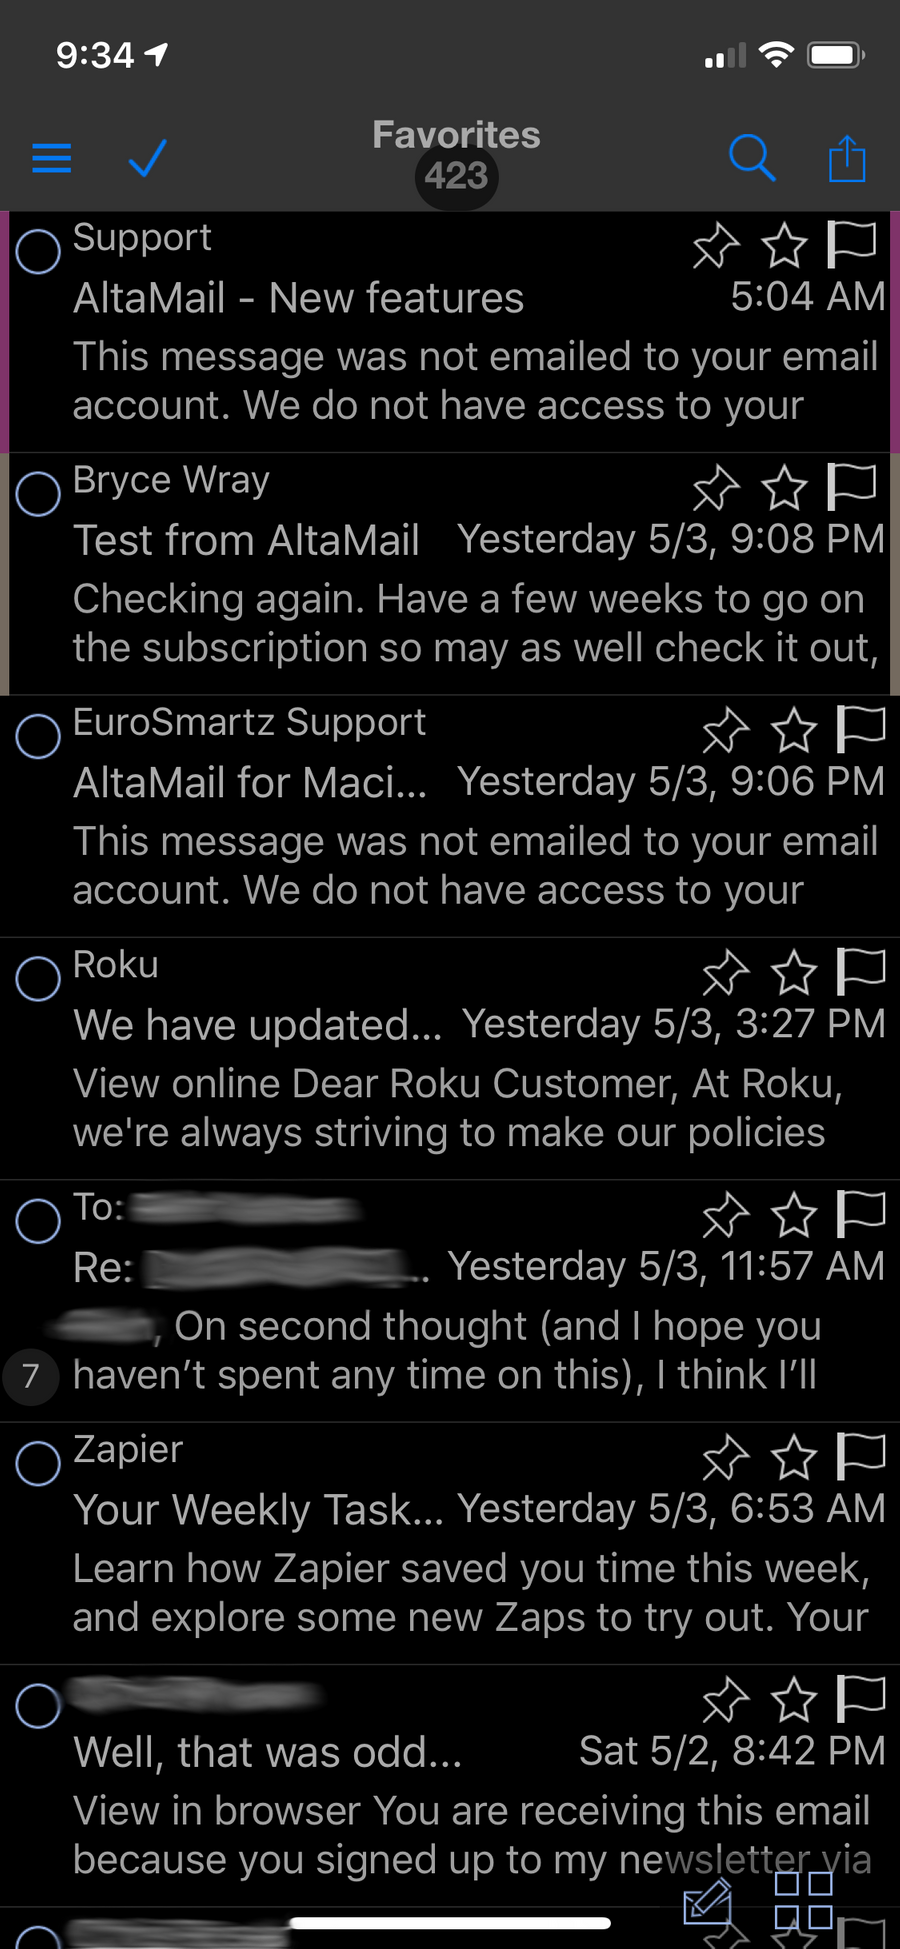 9:34
Favorites
423
Support
AltaMail - New features 5:04 AM
This message was not emailed to your email
account. We do not have access to your
Bryce Wray
Test from AltaMail Yesterday 5/3, 9:08 PM
Checking again. Have a few weeks to go on
the subscription so may as well check it out,
EuroSmartz Support
AltaMail for Maci... Yesterday 5/3, 9:06 PM
This message was not emailed to your email
account. We do not have access to your
Roku
We have updated... Yesterday 5/3, 3:27 PM
View online Dear Roku Customer, At Roku,
we're always striving to make our policies
To:
Re: .. Yesterday 5/3, 11:57 AM
, On second thought (and I hope you
7 haven’t spent any time on this), I think I’ll
Zapier
Your Weekly Task... Yesterday 5/3, 6:53 AM
Learn how Zapier saved you time this week,
and explore some new Zaps to try out. Your
Well, that was odd... Sat 5/2, 8:42 PM
View in browser You are receiving this email
because you signed up to my newsletter via